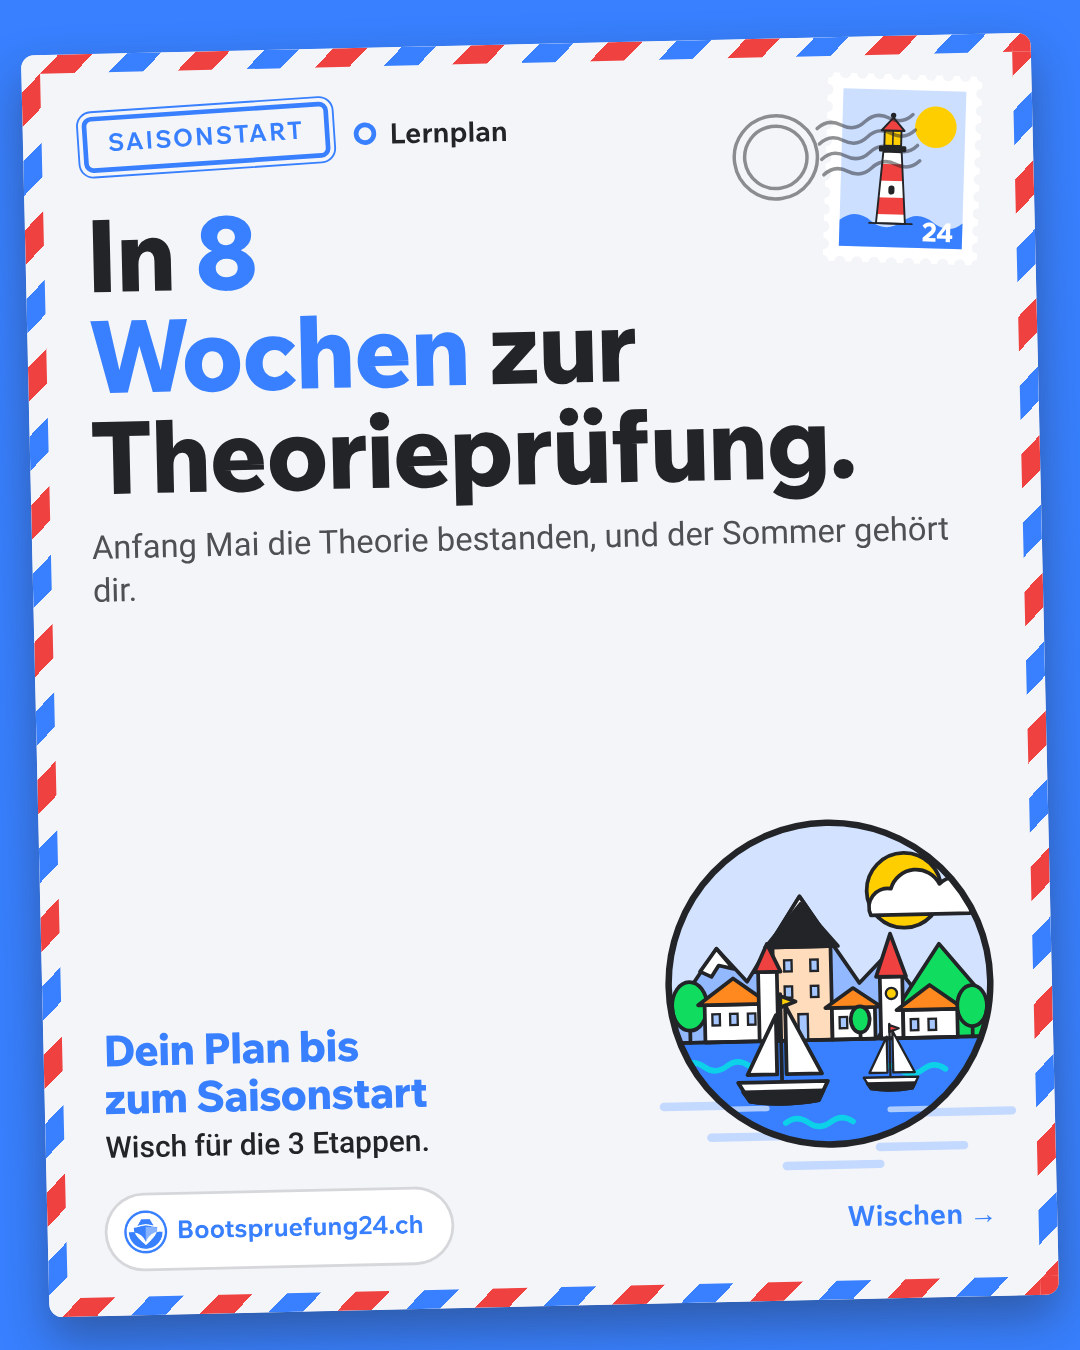 SAISONSTART
Lernplan
24
In 8
Wochen zur
Theorieprüfung.
Anfang Mai die Theorie bestanden, und der Sommer gehört
dir.
Dein Plan bis
zum Saisonstart
Wisch für die 3 Etappen.
Bootspruefung24.ch
Wischen →